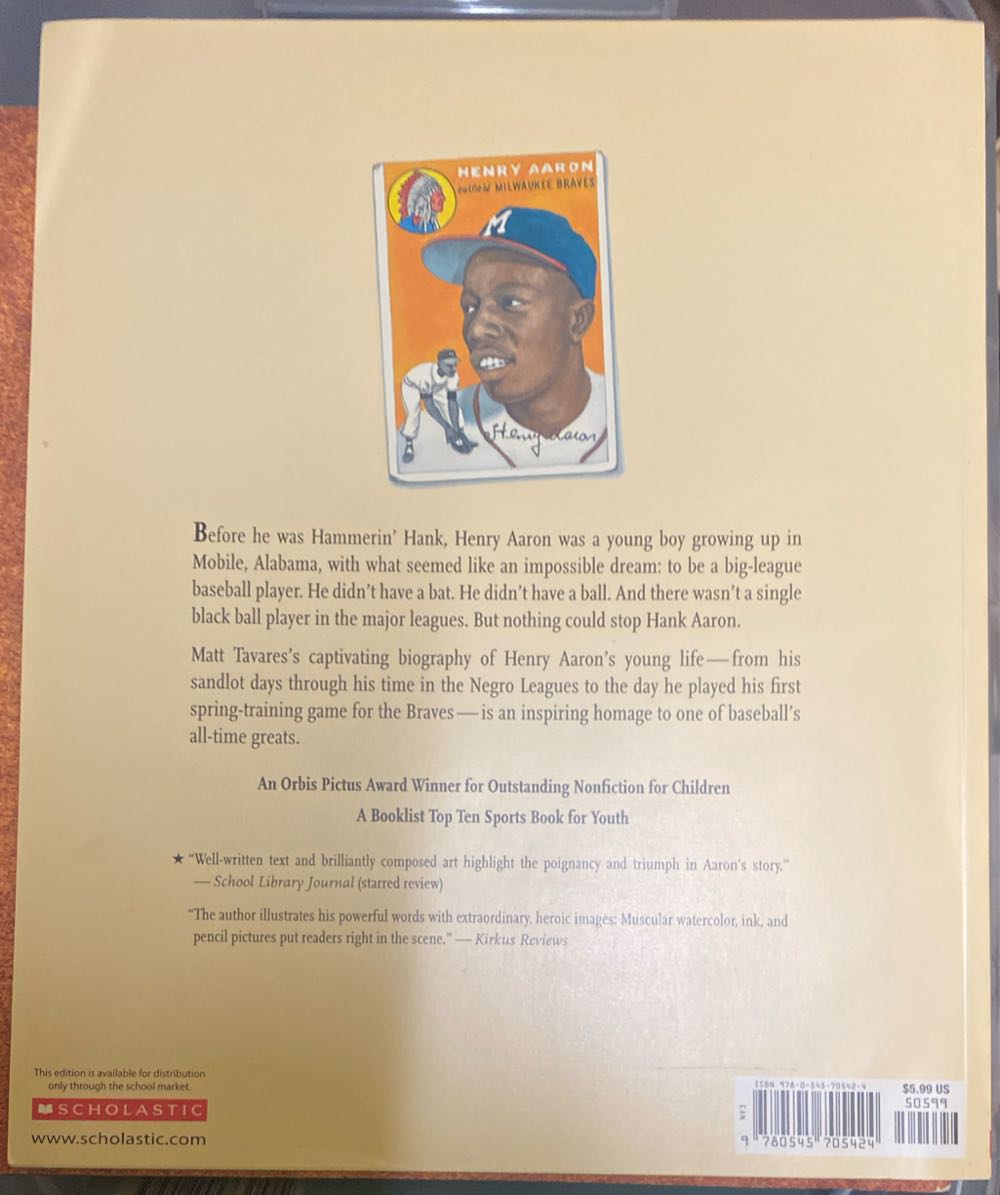 HENRY AARON
outfield MILWAUKEE BRAVES
M
Henry Aaron
Before he was Hammerin' Hank, Henry Aaron was a young boy growing up in
Mobile, Alabama, with what seemed like an impossible dream: to be a big-league
baseball player. He didn't have a bat. He didn't have a ball. And there wasn't a single
black ball player in the major leagues. But nothing could stop Hank Aaron.
Matt Tavares's captivating biography of Henry Aaron's young life—from his
sandlot days through his time in the Negro Leagues to the day he played his first
spring-training game for the Braves—is an inspiring homage to one of baseball's
all-time greats.
An Orbis Pictus Award Winner for Outstanding Nonfiction for Children
A Booklist Top Ten Sports Book for Youth
★ "Well-written text and brilliantly composed art highlight the poignancy and triumph in Aaron's story."
— School Library Journal (starred review)
"The author illustrates his powerful words with extraordinary, heroic images: Muscular watercolor, ink, and
pencil pictures put readers right in the scene." — Kirkus Reviews
This edition is available for distribution
only through the school market.
SCHOLASTIC
www.scholastic.com
ISBN 978-0-545-70542-4
EAN
9 780545 705424
$5.99 US
50599